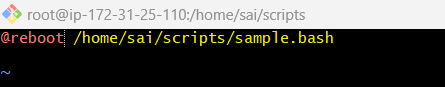 root@ip-172-31-25-110:/home/sai/scripts
@reboot /home/sai/scripts/sample.bash
~